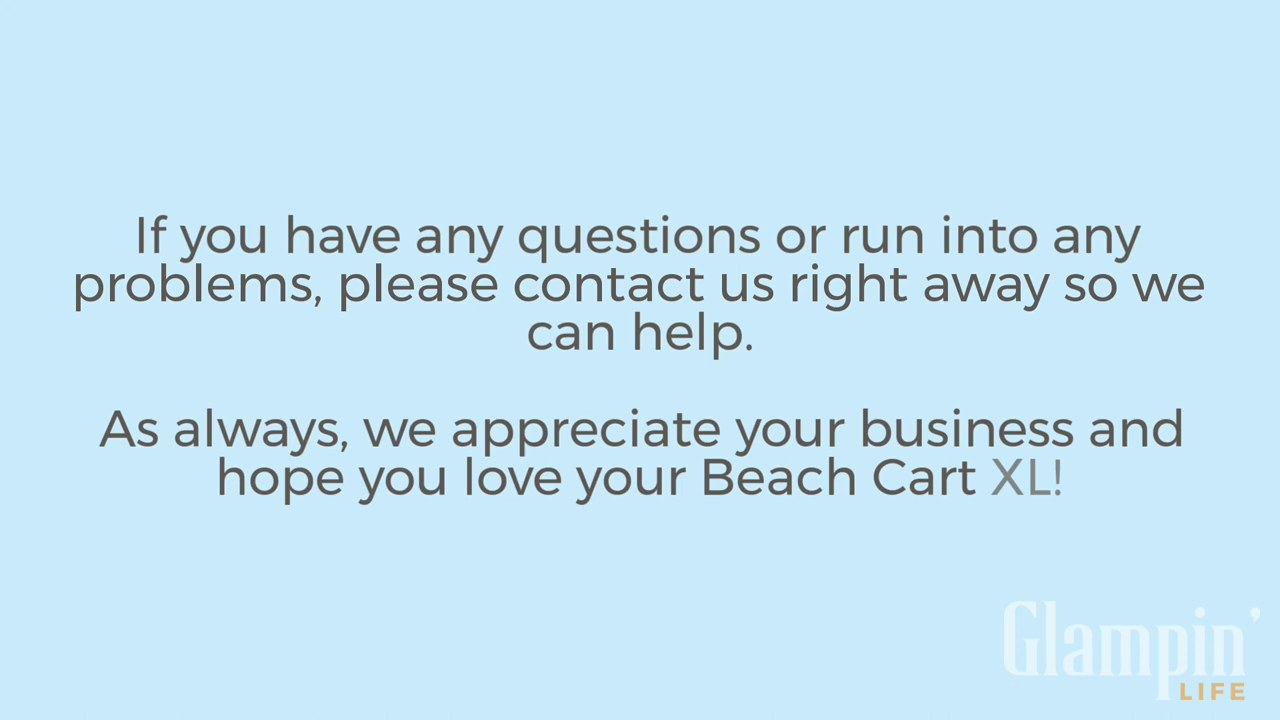 If you have any questions or run into any
problems, please contact us right away so we
can help.
As always, we appreciate your business and
hope you love your Beach Cart XL!
Glampin'
LIFE